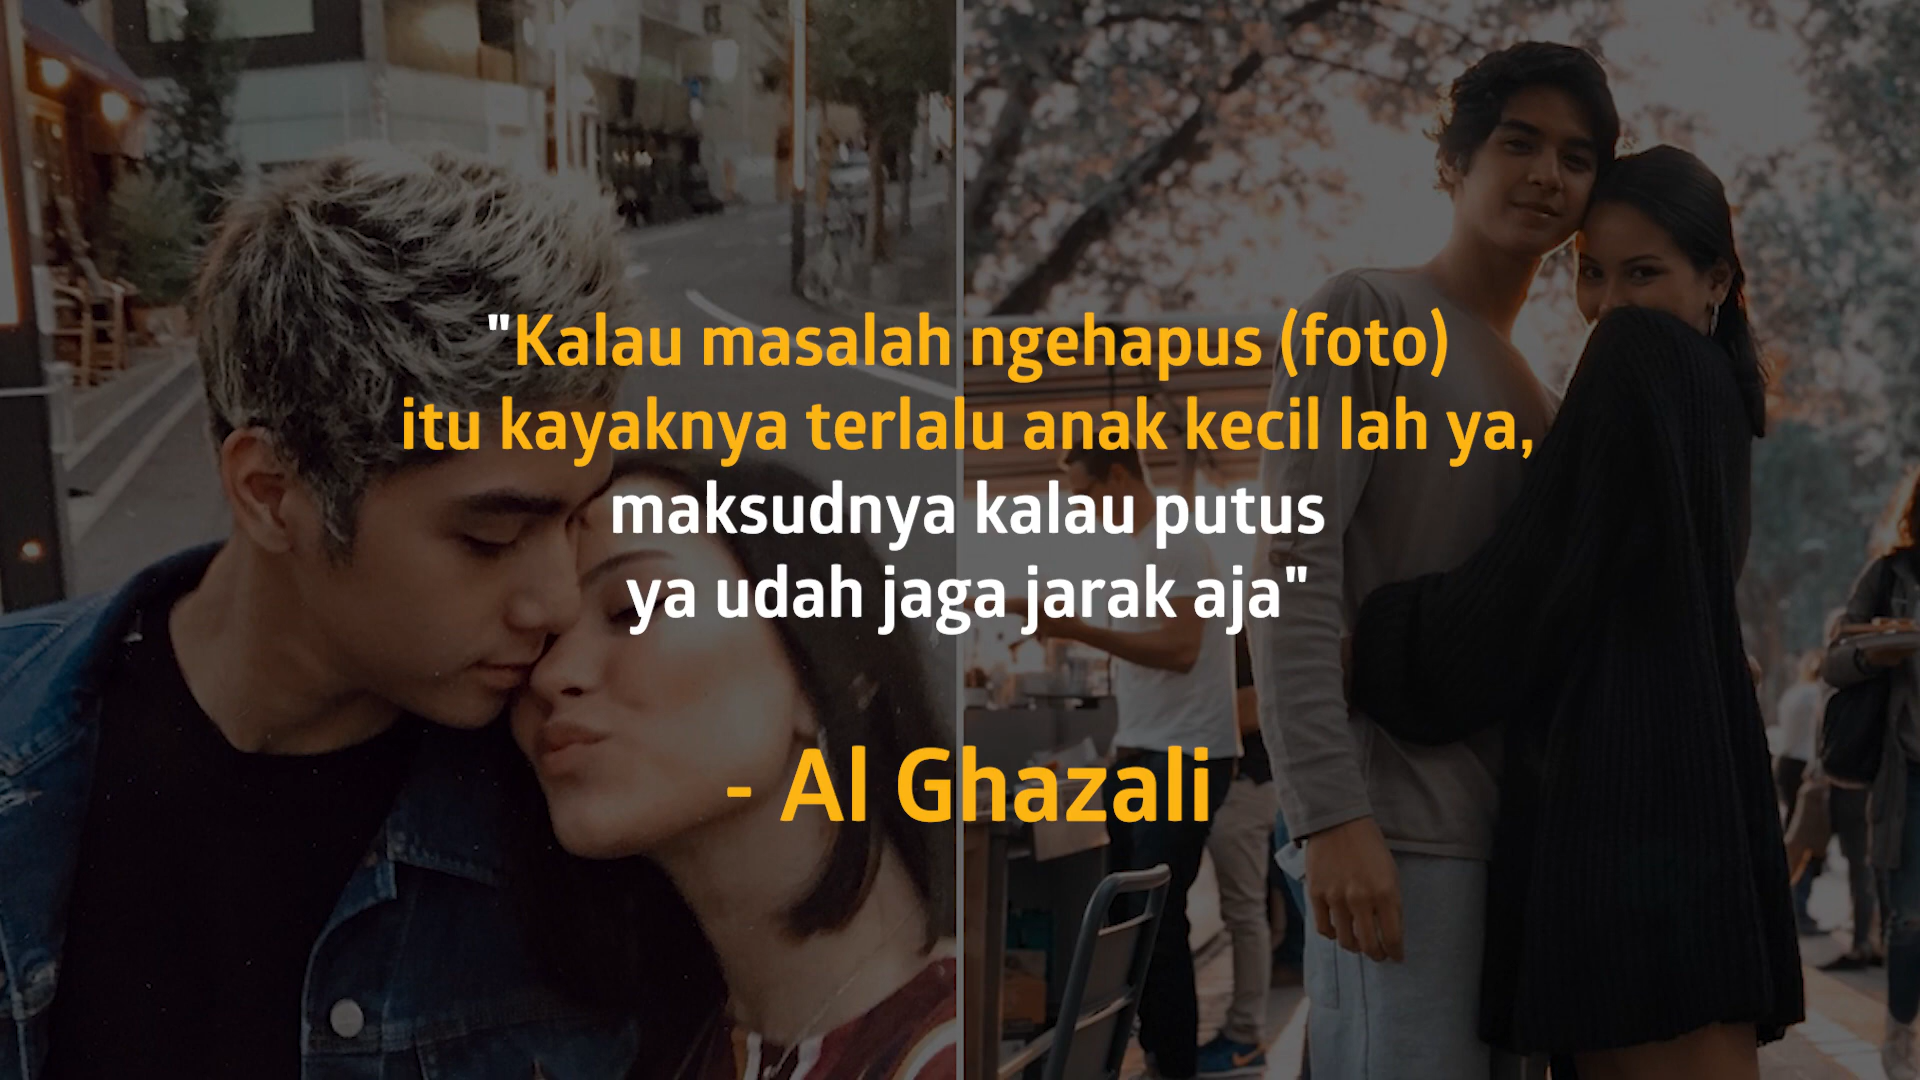 "Kalau masalah ngehapus (foto)
itu kayaknya terlalu anak kecil lah ya,
maksudnya kalau putus
ya udah jaga jarak aja"
- Al Ghazali